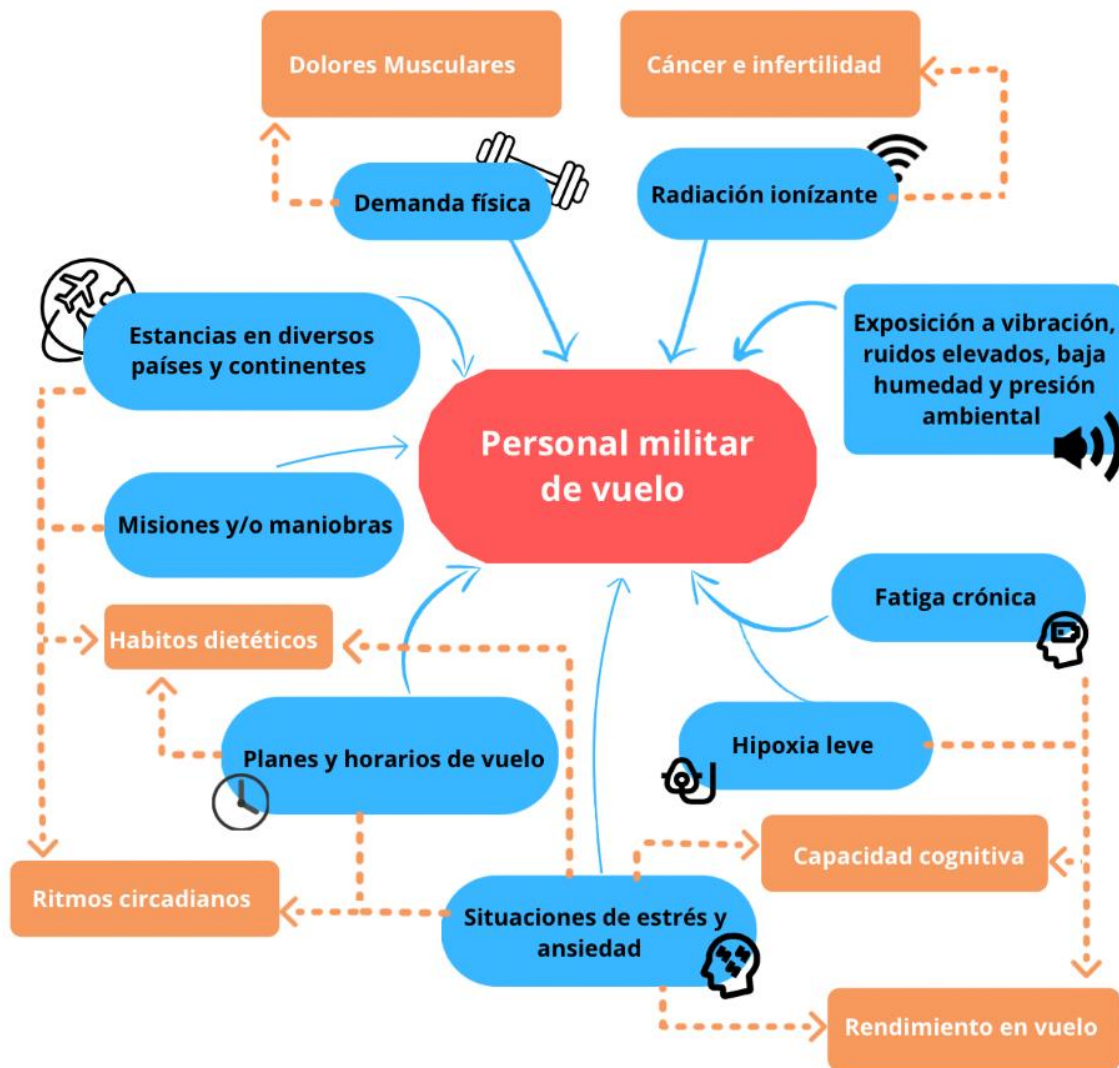 Dolores Musculares
Cáncer e infertilidad
Demanda física
Radiación ionízante
Estancias en diversos
países y continentes
Exposición a vibración,
ruidos elevados, baja
humedad y presión
ambiental
Personal militar
de vuelo
Misiones y/o maniobras
Fatiga crónica
Habitos dietéticos
Planes y horarios de vuelo
Hipoxia leve
Capacidad cognitiva
Ritmos circadianos
Situaciones de estrés y
ansiedad
Rendimiento en vuelo